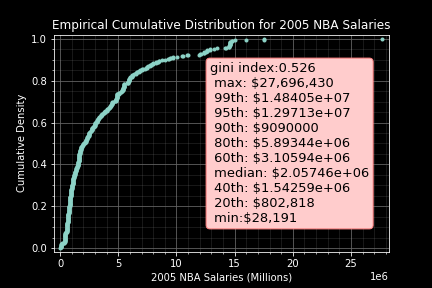 Empirical Cumulative Distribution for 2005 NBA Salaries
1.0
0.8
0.6
0.4
0.2
0.0
Cumulative Density
gini index:0.526
max: $27,696,430
99th: $1.48405e+07
95th: $1.29713e+07
90th: $9090000
80th: $5.89344e+06
60th: $3.10594e+06
median: $2.05746e+06
40th: $1.54259e+06
20th: $802,818
min:$28,191
0 5 10 15 20 25
1e6
2005 NBA Salaries (Millions)